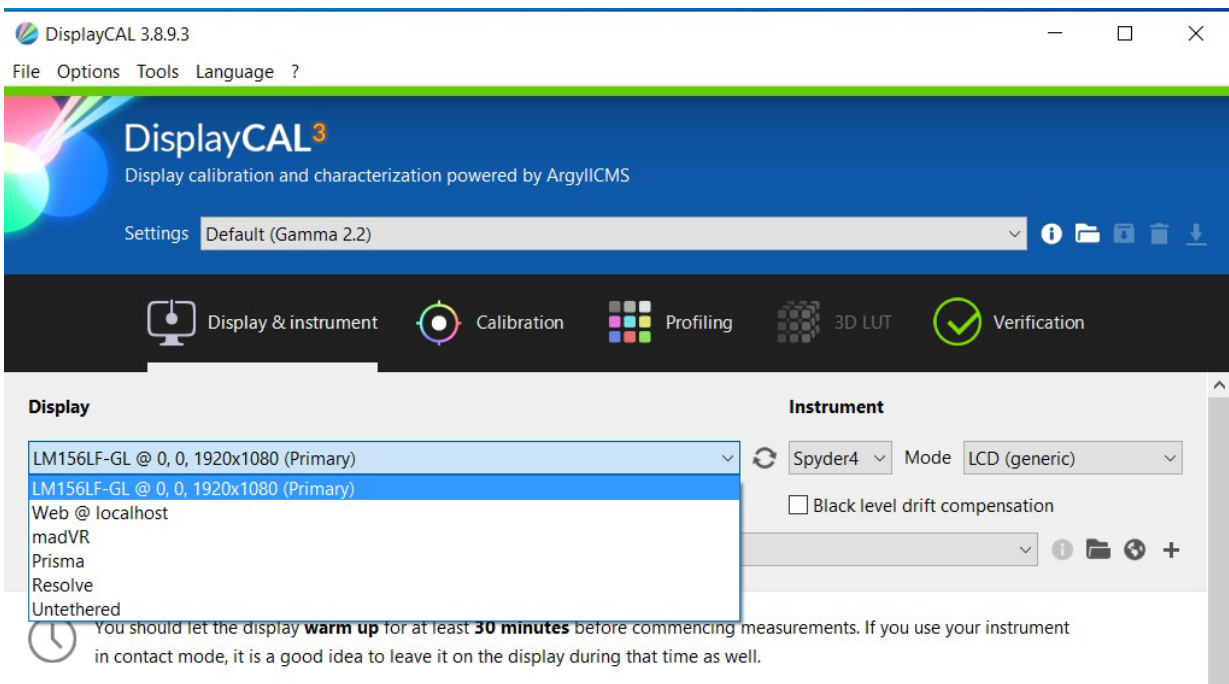 DisplayCAL 3.8.9.3
File Options Tools Language ?
DisplayCAL3
Display calibration and characterization powered by ArgyllCMS
Settings Default (Gamma 2.2)
Display & instrument Calibration Profiling 3D LUT Verification
Display Instrument
LM156LF-GL @ 0, 0, 1920x1080 (Primary) Spyder4 Mode LCD (generic)
LM156LF-GL @ 0, 0, 1920x1080 (Primary)
Web @ localhost Black level drift compensation
madVR
Prisma
Resolve
Untethered
You should let the display warm up for at least 30 minutes before commencing measurements. If you use your instrument
in contact mode, it is a good idea to leave it on the display during that time as well.